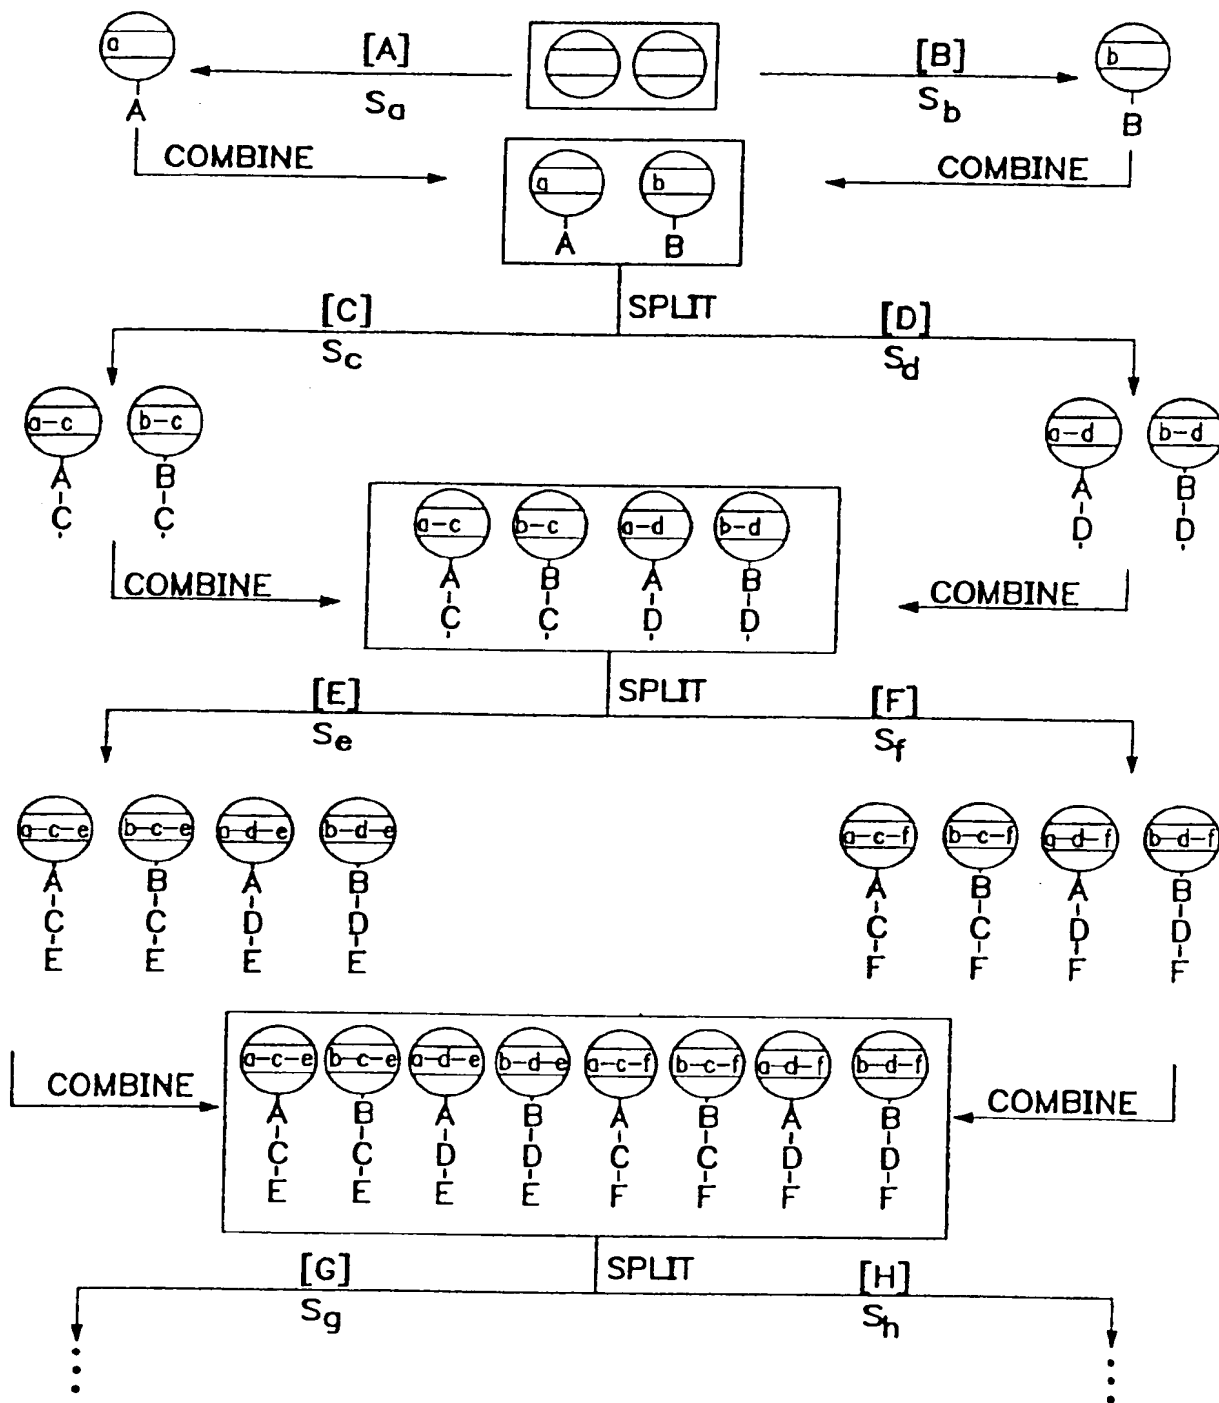 [A] [B]
a b
Sa Sb
A B
COMBINE COMBINE
a b
A B
SPLIT
[C] [D]
Sc Sd
a-c b-c a-d b-d
A B A B
C C D D
a-c b-c a-d b-d
A B A B
C C D D
COMBINE COMBINE
SPLIT
[E] [F]
Se Sf
a-c-e b-c-e a-d-e b-d-e a-c-f b-c-f a-d-f b-d-f
A B A B A B A B
C C D D C C D D
E E E E F F F F
a-c-e b-c-e a-d-e b-d-e a-c-f b-c-f a-d-f b-d-f
COMBINE COMBINE
A B A B A B A B
C C D D C C D D
E E E E F F F F
SPLIT
[G] [H]
Sg Sh